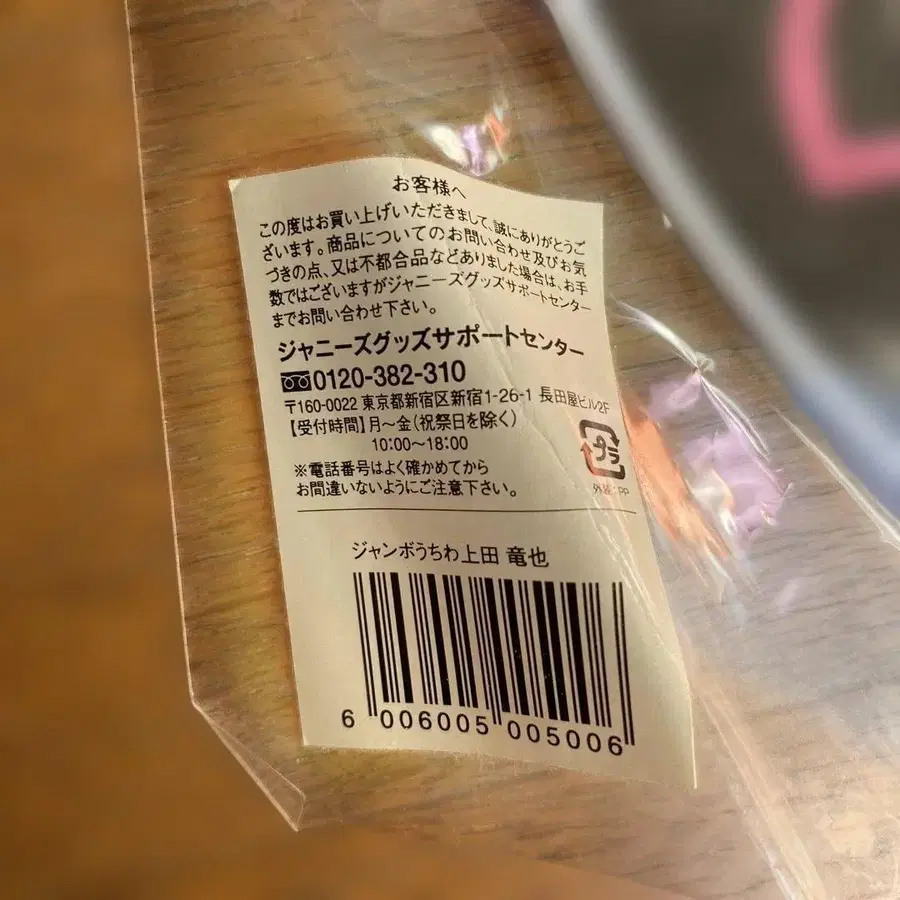 お客様へ
この度はお買い上げいただきまして、誠にありがとうご
ざいます。商品についてのお問い合わせ及びお気
づきの点、又は不都合品などありました場合は、お手
数ではございますがジャニーズグッズサポートセンター
までお問い合わせ下さい。
ジャニーズグッズサポートセンター
0120-382-310
〒160-0022 東京都新宿区新宿1-26-1 長田屋ビル2F
【受付時間】月～金(祝祭日を除く)
10:00～18:00
※電話番号はよく確かめてから
お間違いないようにご注意下さい。
プラ
外装:PP
ジャンボうちわ上田 竜也
6 006005 005006